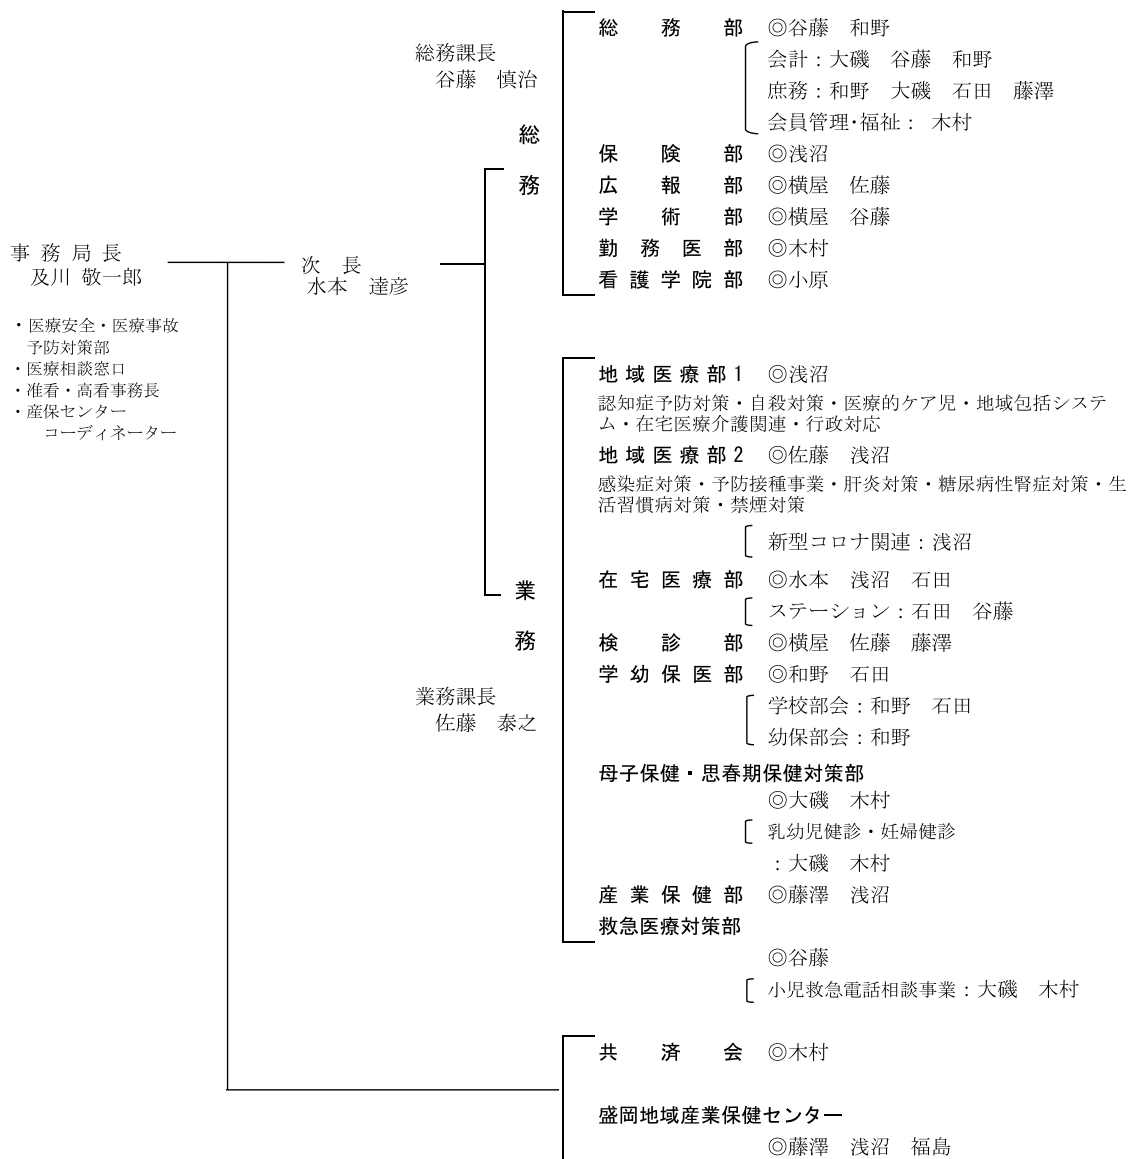 事務局長
及川 敬一郎
・医療安全・医療事故
予防対策部
・医療相談窓口
・准看・高看事務長
・産保センター
コーディネーター
次　長
水本　達彦
総務課長
谷藤　慎治
総
務
総務部 ◎谷藤　和野
会計：大磯　谷藤　和野
庶務：和野　大磯　石田　藤澤
会員管理・福祉： 木村
保険部 ◎浅沼
広報部 ◎横屋　佐藤
学術部 ◎横屋　谷藤
勤務医部 ◎木村
看護学院部 ◎小原
業
務
業務課長
佐藤　泰之
地域医療部1 ◎浅沼
認知症予防対策・自殺対策・医療的ケア児・地域包括システ
ム・在宅医療介護関連・行政対応
地域医療部2 ◎佐藤　浅沼
感染症対策・予防接種事業・肝炎対策・糖尿病性腎症対策・生
活習慣病対策・禁煙対策
新型コロナ関連：浅沼
在宅医療部 ◎水本　浅沼　石田
ステーション：石田　谷藤
検診部 ◎横屋　佐藤　藤澤
学幼保医部 ◎和野　石田
学校部会：和野　石田
幼保部会：和野
母子保健・思春期保健対策部
◎大磯　木村
乳幼児健診・妊婦健診
：大磯　木村
産業保健部 ◎藤澤　浅沼
救急医療対策部
◎谷藤
小児救急電話相談事業：大磯　木村
共済会 ◎木村
盛岡地域産業保健センター
◎藤澤　浅沼　福島